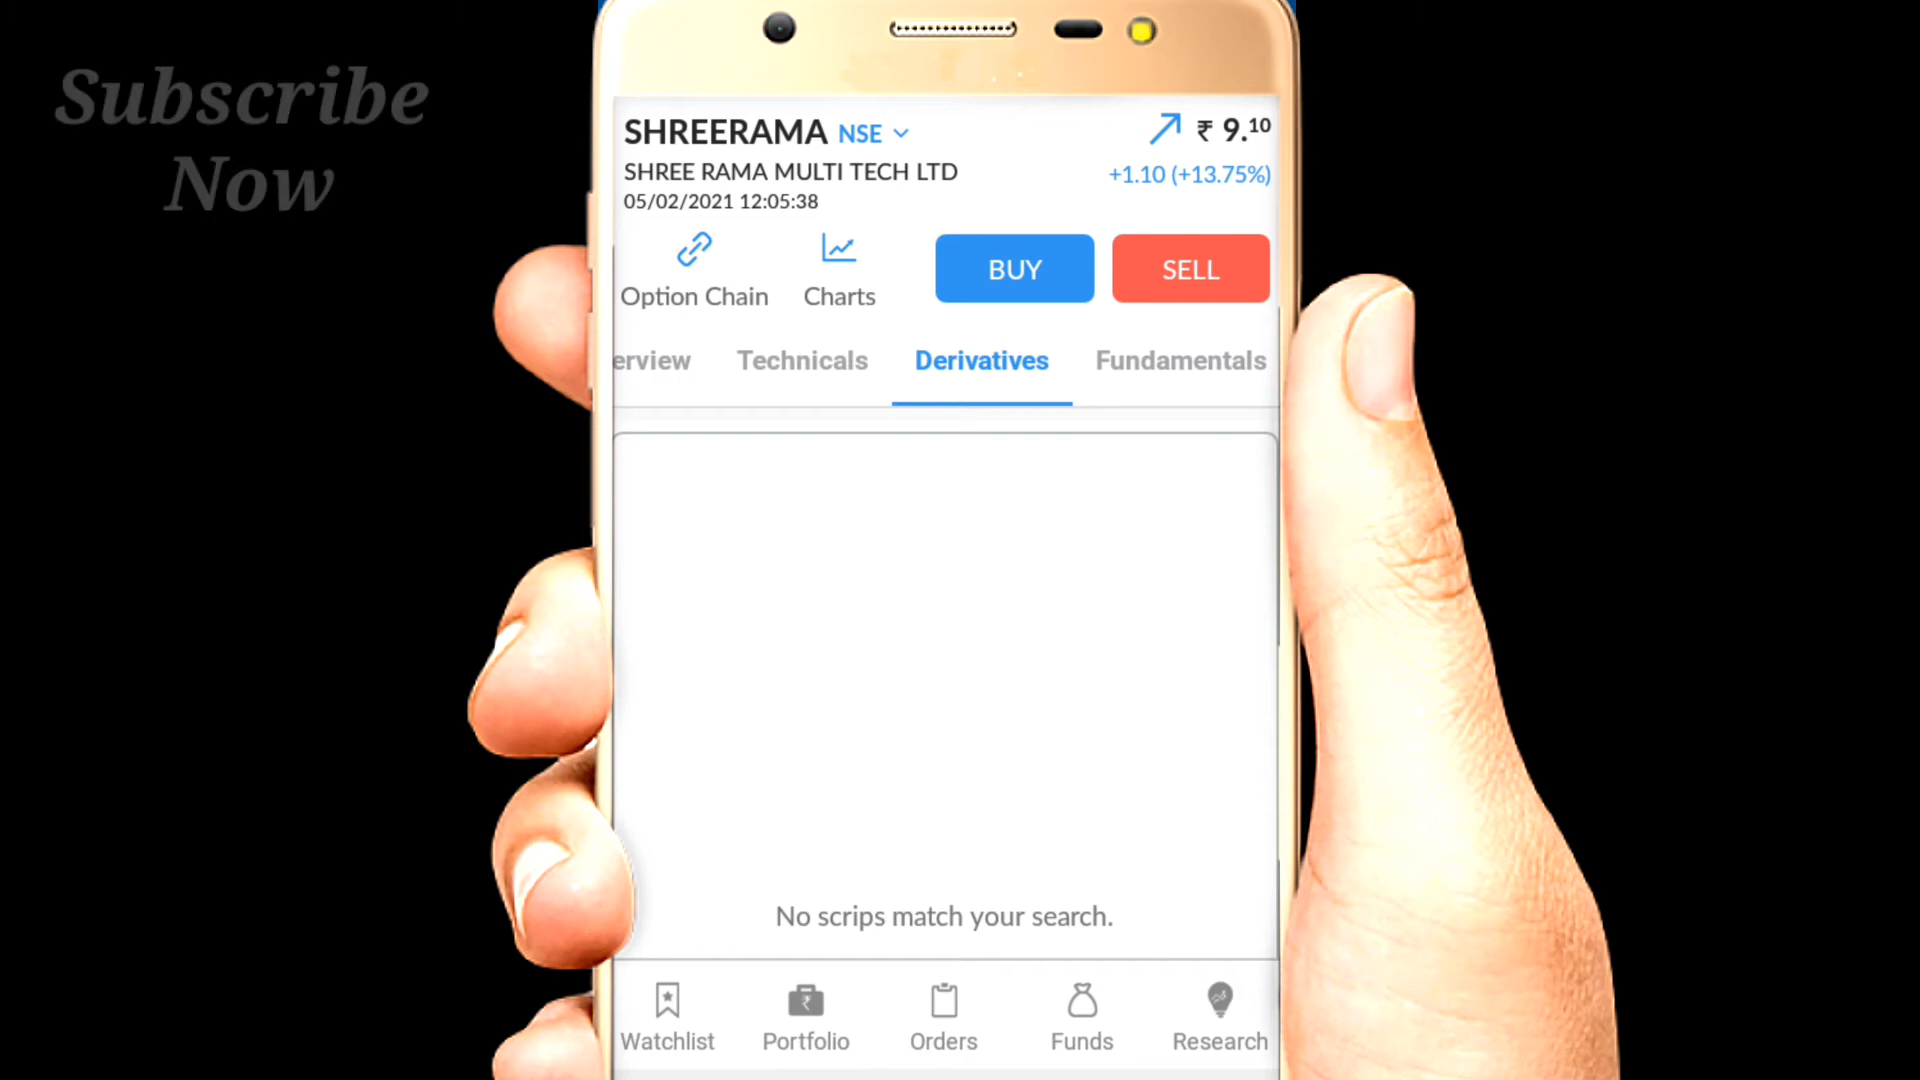 Subscribe
Now
SHREERAMA NSE
₹ 9.10
SHREE RAMA MULTI TECH LTD
+1.10 (+13.75%)
05/02/2021 12:05:38
Option Chain
Charts
BUY
SELL
erview
Technicals
Derivatives
Fundamentals
No scrips match your search.
Watchlist
Portfolio
Orders
Funds
Research